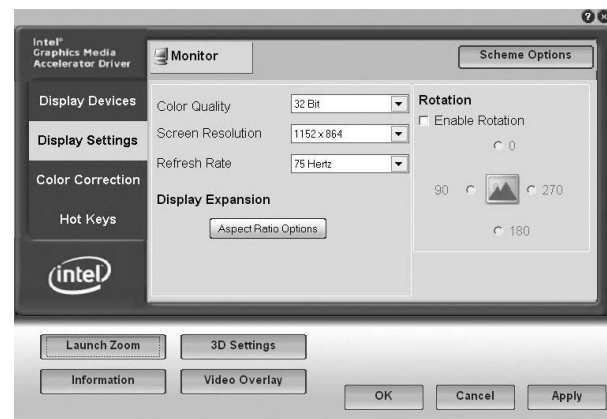 Intel®
Graphics Media
Accelerator Driver
Monitor
Scheme Options
Display Devices
Display Settings
Color Correction
Hot Keys
intel
Color Quality
32 Bit
Screen Resolution
1152 x 864
Refresh Rate
75 Hertz
Display Expansion
Aspect Ratio Options
Rotation
Enable Rotation
0
90
270
180
Launch Zoom
3D Settings
Information
Video Overlay
OK
Cancel
Apply